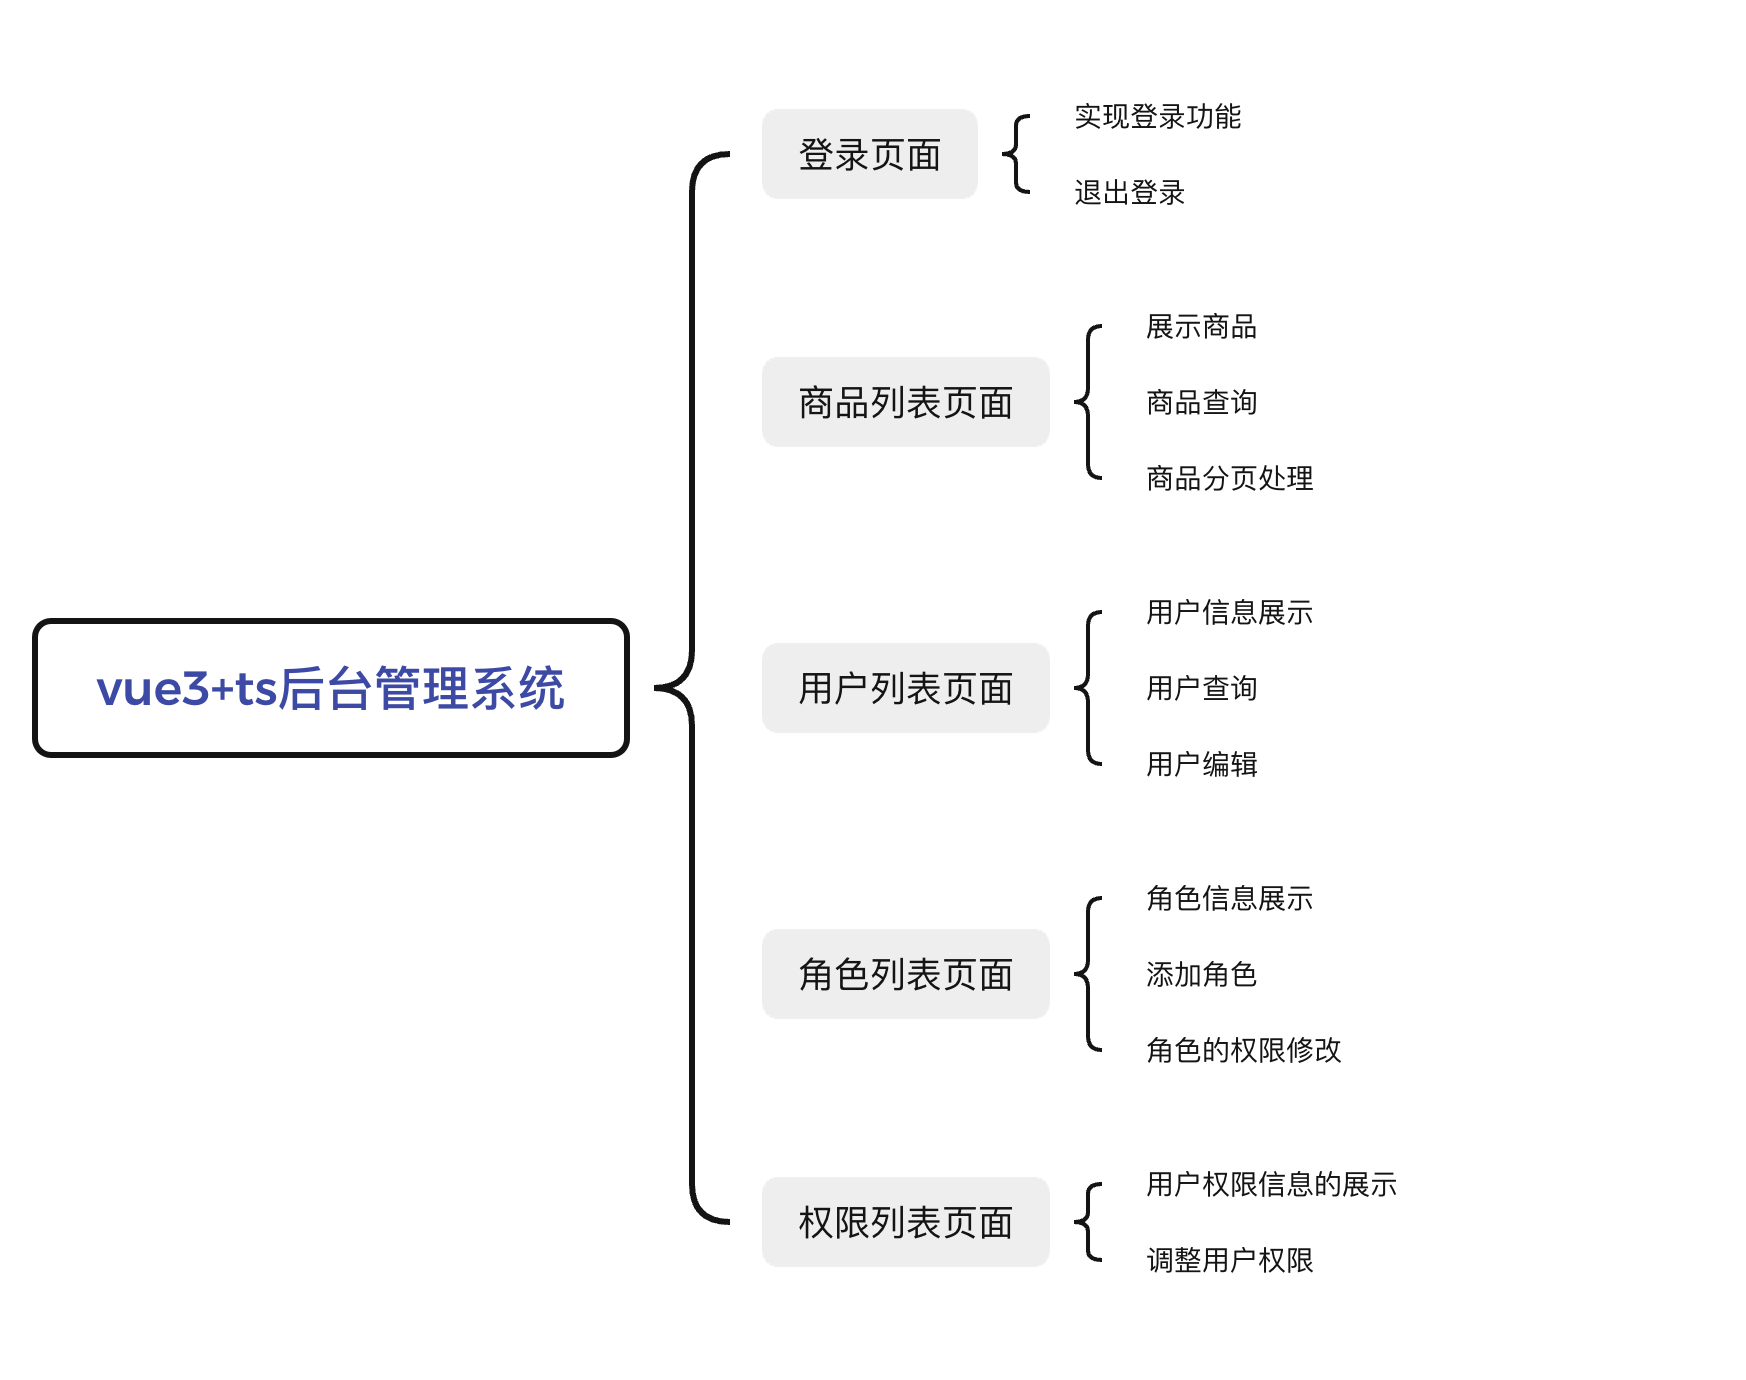 vue3+ts后台管理系统
登录页面
实现登录功能
退出登录
商品列表页面
展示商品
商品查询
商品分页处理
用户列表页面
用户信息展示
用户查询
用户编辑
角色列表页面
角色信息展示
添加角色
角色的权限修改
权限列表页面
用户权限信息的展示
调整用户权限